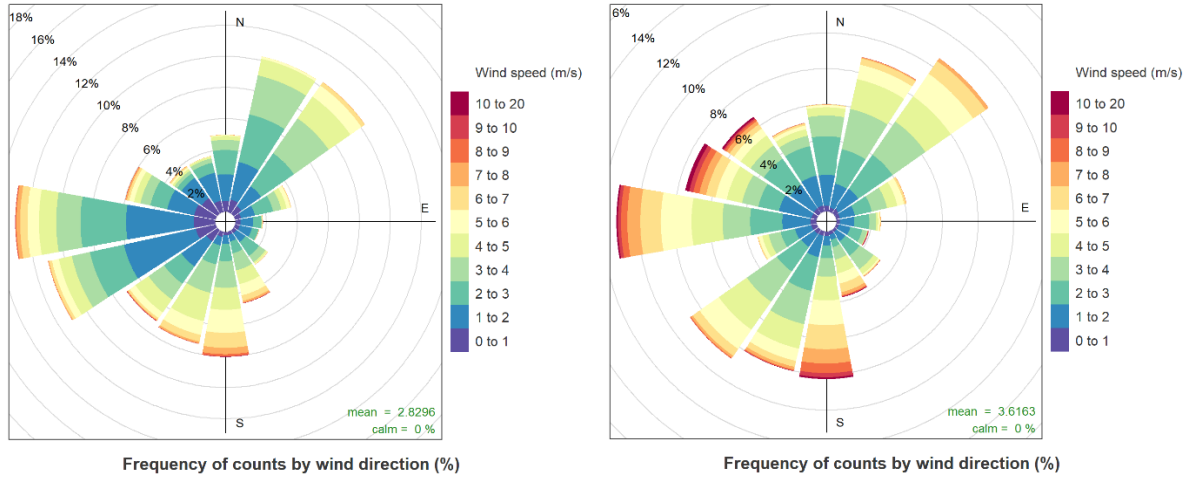 18%
16%
14%
12%
10%
8%
6%
4%
2%
N
E
S
mean = 2.8296
calm = 0 %
Wind speed (m/s)
10 to 20
9 to 10
8 to 9
7 to 8
6 to 7
5 to 6
4 to 5
3 to 4
2 to 3
1 to 2
0 to 1
Frequency of counts by wind direction (%)
6%
14%
12%
10%
8%
6%
4%
2%
N
E
S
mean = 3.6163
calm = 0 %
Wind speed (m/s)
10 to 20
9 to 10
8 to 9
7 to 8
6 to 7
5 to 6
4 to 5
3 to 4
2 to 3
1 to 2
0 to 1
Frequency of counts by wind direction (%)